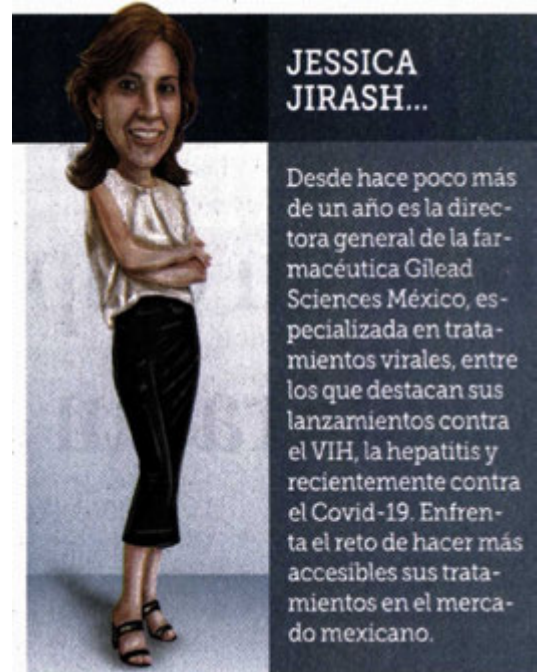 JESSICA
JIRASH...
Desde hace poco más
de un año es la direc-
tora general de la far-
macéutica Gilead
Sciences México, es-
pecializada en trata-
mientos virales, entre
los que destacan sus
lanzamientos contra
el VIH, la hepatitis y
recientemente contra
el Covid-19. Enfren-
ta el reto de hacer más
accesibles sus trata-
mientos en el merca-
do mexicano.